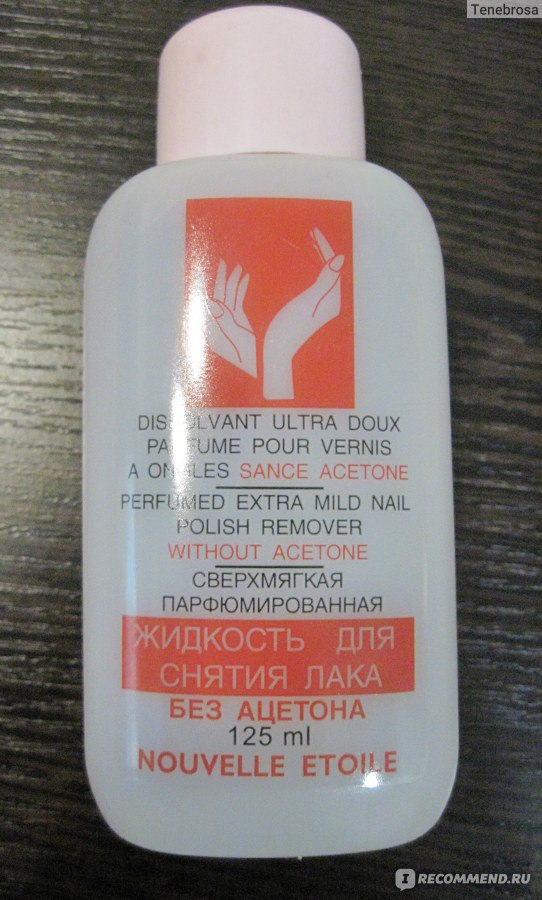 Tenebrosa
DISSOLVANT ULTRA DOUX
PARFUME POUR VERNIS
A ONGLES SANCE ACETONE
PERFUMED EXTRA MILD NAIL
POLISH REMOVER
WITHOUT ACETONE
СВЕРХМЯГКАЯ
ПАРФЮМИРОВАННАЯ
ЖИДКОСТЬ ДЛЯ
СНЯТИЯ ЛАКА
БЕЗ АЦЕТОНА
125 ml
NOUVELLE ETOILE
IRECOMMEND.RU